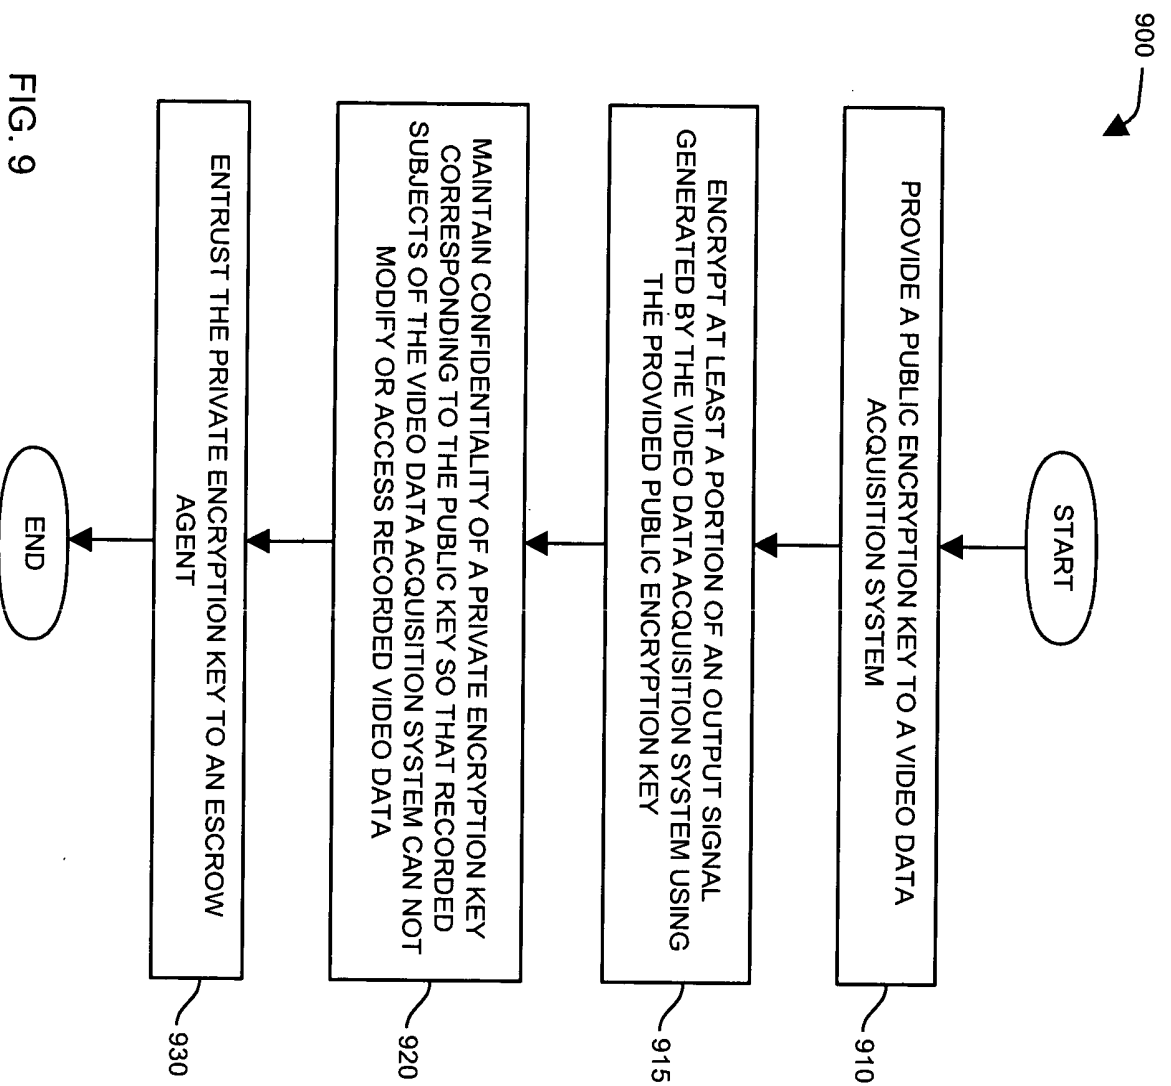 900
START
PROVIDE A PUBLIC ENCRYPTION KEY TO A VIDEO DATA
ACQUISITION SYSTEM
910
ENCRYPT AT LEAST A PORTION OF AN OUTPUT SIGNAL
GENERATED BY THE VIDEO DATA ACQUISITION SYSTEM USING
THE PROVIDED PUBLIC ENCRYPTION KEY
915
MAINTAIN CONFIDENTIALITY OF A PRIVATE ENCRYPTION KEY
CORRESPONDING TO THE PUBLIC KEY SO THAT RECORDED
SUBJECTS OF THE VIDEO DATA ACQUISITION SYSTEM CAN NOT
MODIFY OR ACCESS RECORDED VIDEO DATA
920
ENTRUST THE PRIVATE ENCRYPTION KEY TO AN ESCROW
AGENT
930
END
FIG. 9